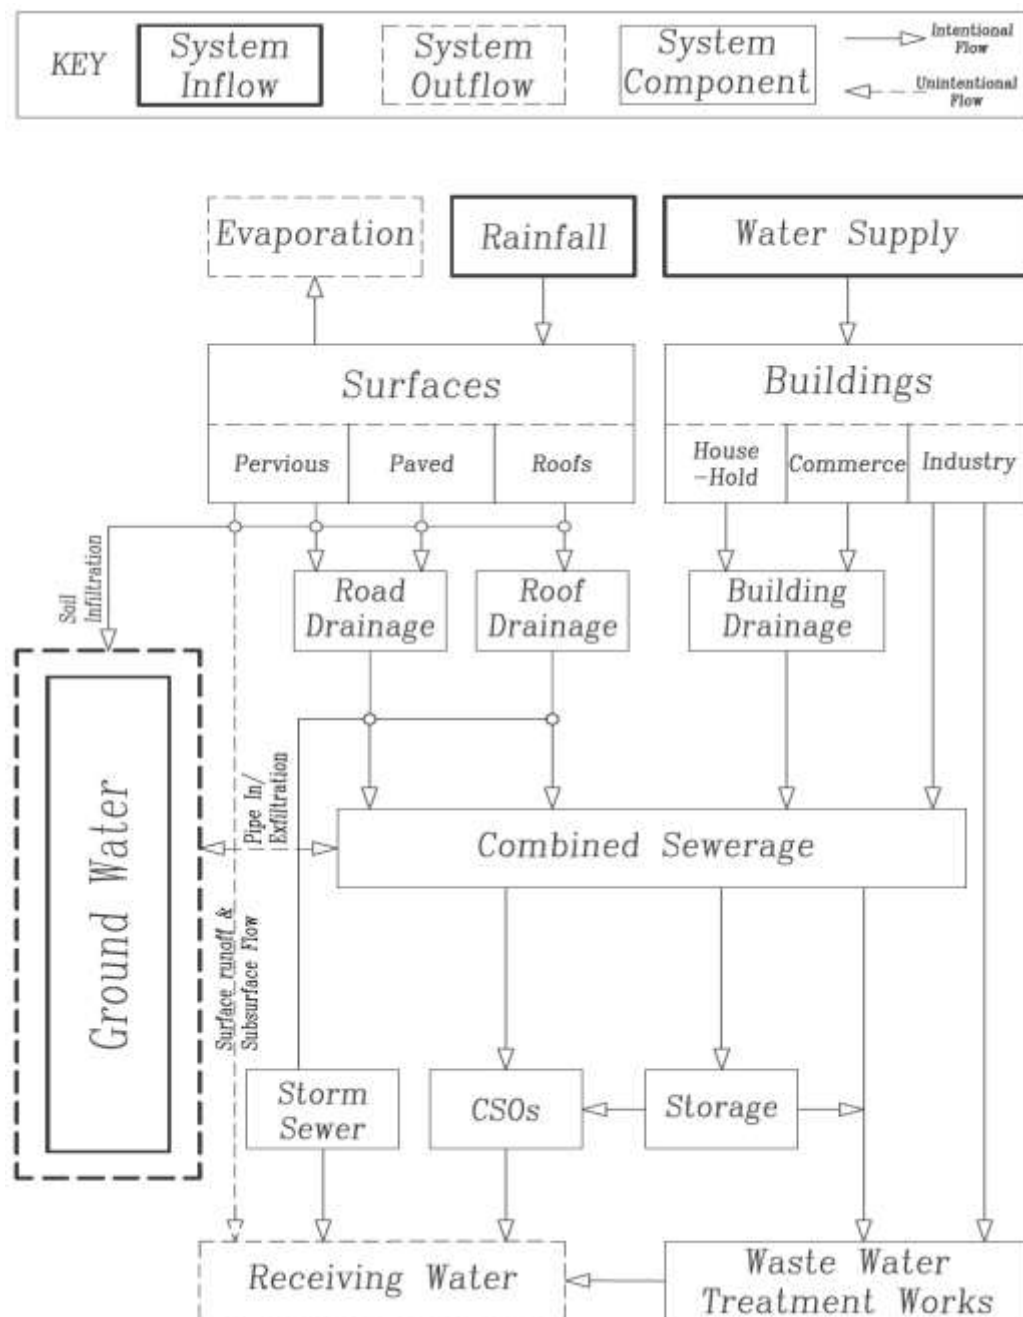 KEY
System
Inflow
System
Outflow
System
Component
Intentional
Flow
Unintentional
Flow
Evaporation
Rainfall
Water Supply
Surfaces
Buildings
Pervious
Paved
Roofs
House
-Hold
Commerce
Industry
Soil
Infiltration
Road
Drainage
Roof
Drainage
Building
Drainage
Ground Water
Pipe In/
Exfiltration
Combined Sewerage
Surface runoff &
Subsurface Flow
Storm
Sewer
CSOs
Storage
Receiving Water
Waste Water
Treatment Works